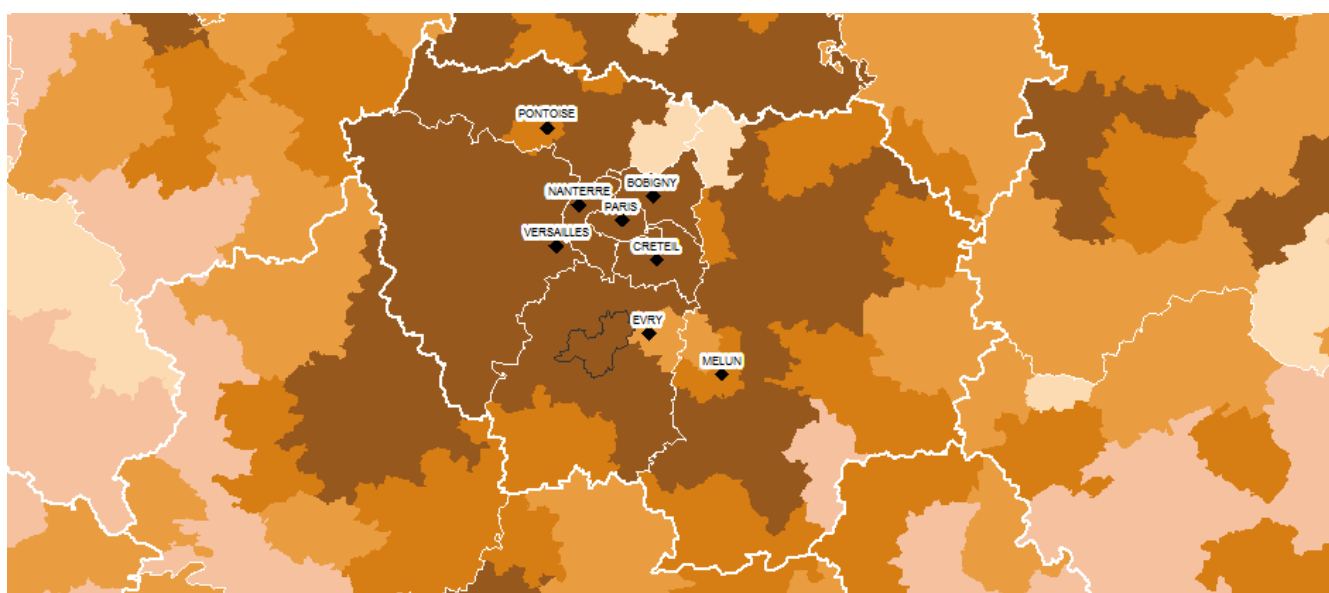 PONTOISE
NANTERRE
BOBIGNY
PARIS
VERSAILLES
CRETEIL
EVRY
MELUN